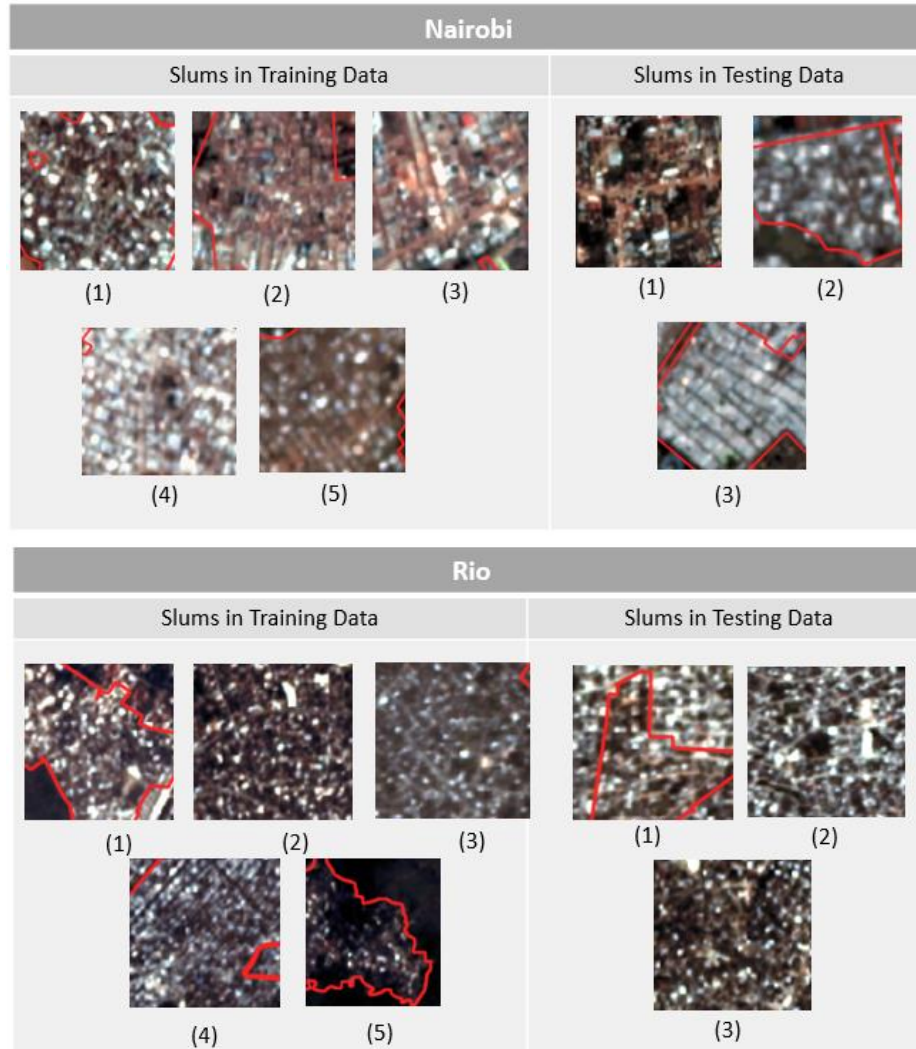 Nairobi
Slums in Training Data Slums in Testing Data
(1) (2) (3) (1) (2)
(4) (5) (3)
Rio
Slums in Training Data Slums in Testing Data
(1) (2) (3) (1) (2)
(4) (5) (3)